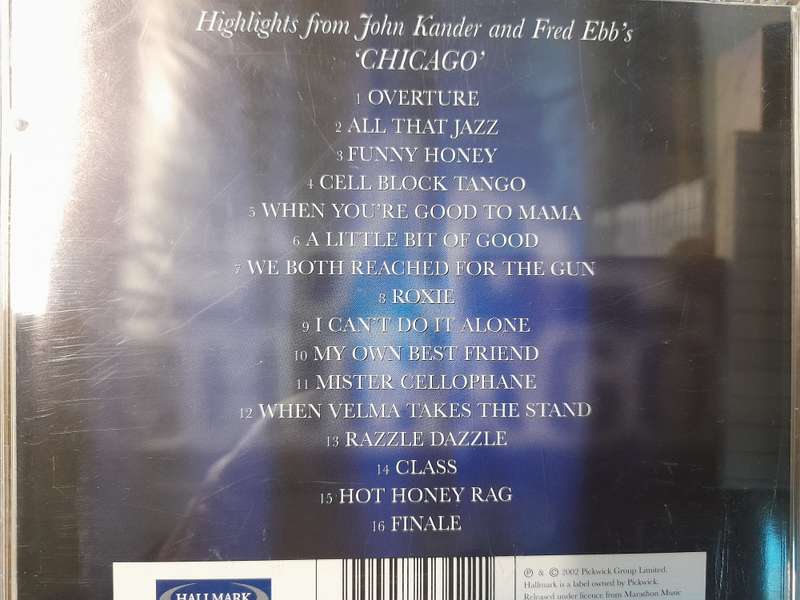 Highlights from John Kander and Fred Ebb's
'CHICAGO'
1 OVERTURE
2 ALL THAT JAZZ
3 FUNNY HONEY
4 CELL BLOCK TANGO
5 WHEN YOU'RE GOOD TO MAMA
6 A LITTLE BIT OF GOOD
7 WE BOTH REACHED FOR THE GUN
8 ROXIE
9 I CAN'T DO IT ALONE
10 MY OWN BEST FRIEND
11 MISTER CELLOPHANE
12 WHEN VELMA TAKES THE STAND
13 RAZZLE DAZZLE
14 CLASS
15 HOT HONEY RAG
16 FINALE
HALLMARK
℗ & © 2002 Pickwick Group Limited.
Hallmark is a label owned by Pickwick.
Released under licence from Marathon Music